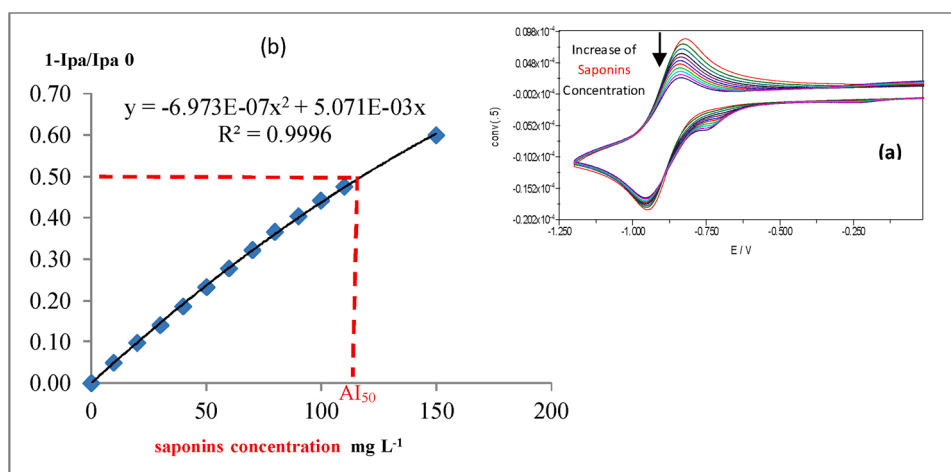 1-Ipa/Ipa 0
(b)
0.70
y = -6.973E-07x² + 5.071E-03x
R² = 0.9996
0.60
0.50
0.40
0.30
0.20
0.10
0.00
0
50
100
150
200
AI₅₀
saponins concentration mg L⁻¹
0.098x10⁻⁴
0.048x10⁻⁴
-0.002x10⁻⁴
-0.052x10⁻⁴
-0.102x10⁻⁴
-0.152x10⁻⁴
-0.202x10⁻⁴
conv(.5)
Increase of
Saponins
Concentration
(a)
-1.250
-1.000
-0.750
-0.500
-0.250
E / V